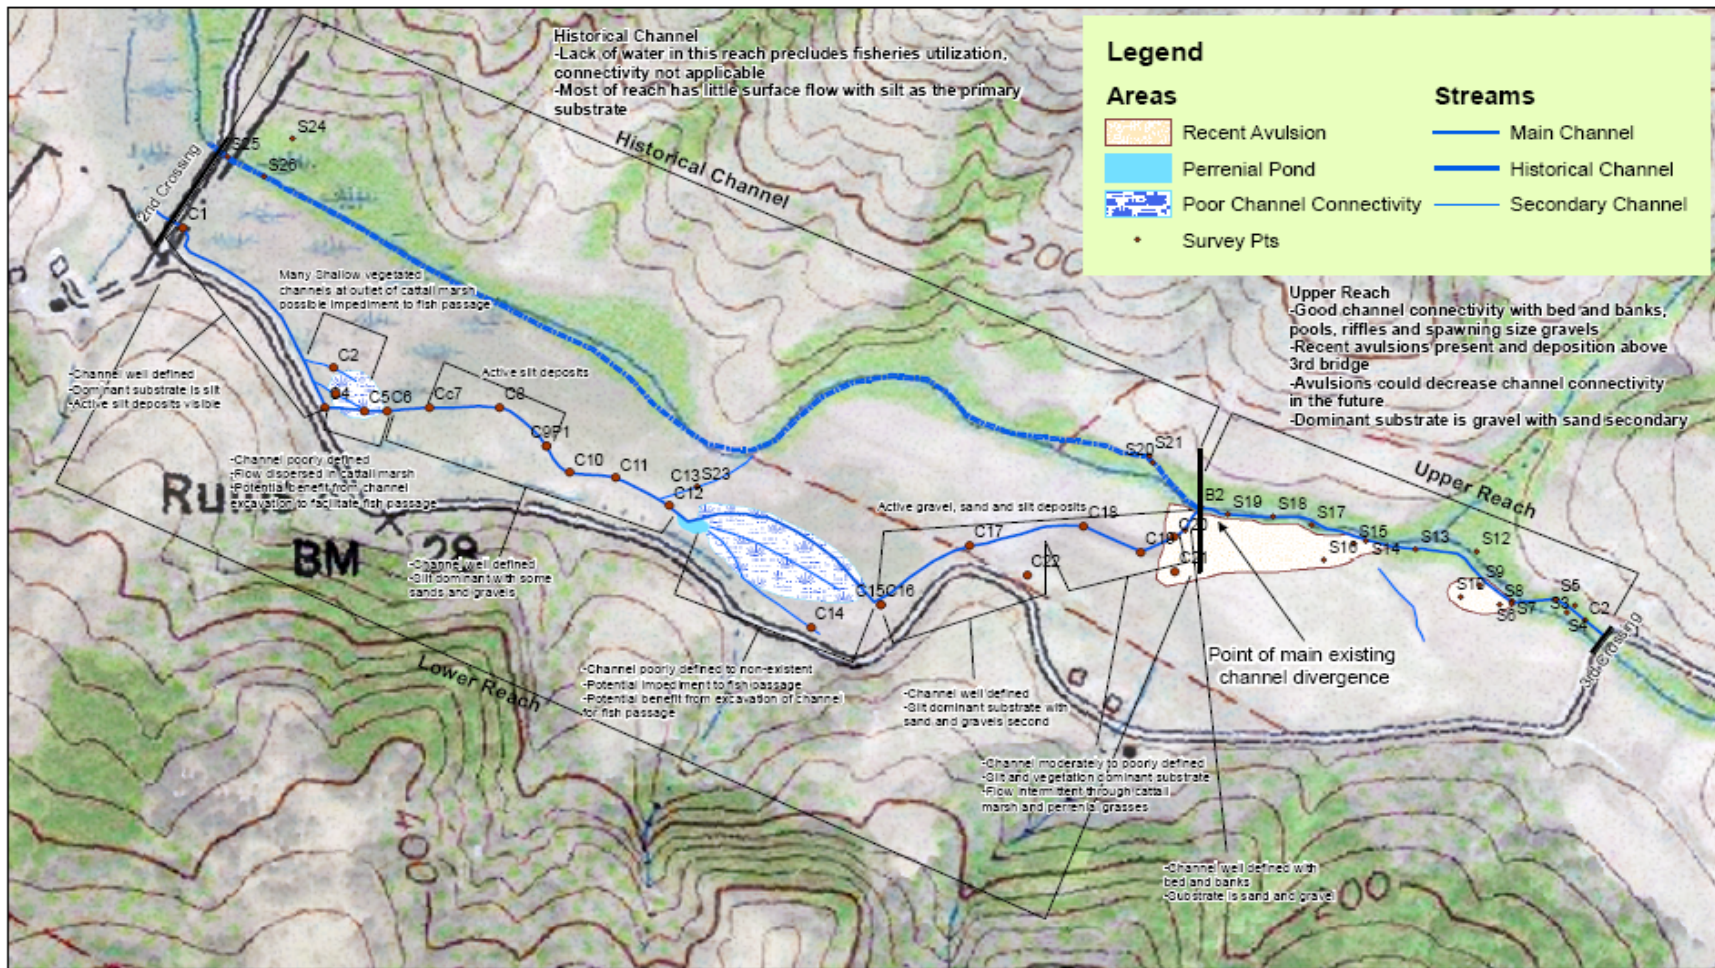 Historical Channel
-Lack of water in this reach precludes fisheries utilization,
connectivity not applicable
-Most of reach has little surface flow with silt as the primary
substrate
Legend
Areas
Streams
Recent Avulsion
Main Channel
Perrenial Pond
Historical Channel
Poor Channel Connectivity
Secondary Channel
Survey Pts
S24
S25
S26
2nd Crossing
C1
Historical Channel
200
Many Shallow vegetated
channels at outlet of cattail marsh,
possible impediment to fish passage
Upper Reach
-Good channel connectivity with bed and banks,
pools, riffles and spawning size gravels
-Recent avulsions present and deposition above
3rd bridge
-Avulsions could decrease channel connectivity
in the future
-Dominant substrate is gravel with sand secondary
-Channel well defined
-Dominant substrate is silt
-Active silt deposits visible
C2
Active silt deposits
C5
C6
Cc7
C8
C9P1
C10
C11
C13
S23
C12
S20
S21
-Channel poorly defined
-Flow dispersed in cattail marsh
-Potential benefit from channel
excavation to facilitate fish passage
BM
28
Upper Reach
Active gravel, sand and silt deposits
B2
S19
S18
S17
S15
S13
S12
C17
C18
C19
C20
C21
C22
S16
S14
S9
S10
S8
S7
S6
S5
S3
S4
C2
3rd Crossing
-Channel well defined
-Silt dominant with some
sands and gravels
C15
C16
C14
Point of main existing
channel divergence
Lower Reach
-Channel poorly defined to non-existent
-Potential impediment to fish passage
-Potential benefit from excavation of channel
for fish passage
-Channel well defined
-Silt dominant substrate with
sand and gravels second
-Channel moderately to poorly defined
-Silt and vegetation dominant substrate
-Flow intermittent through cattail
marsh and perrenial grasses
400
-Channel well defined with
bed and banks
-Substrate is sand and gravel
200